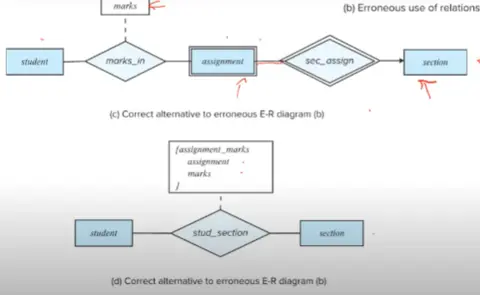 marks
(b) Erroneous use of relations
student
marks_in
assignment
sec_assign
section
(c) Correct alternative to erroneous E-R diagram (b)
{assignment_marks
assignment
marks
}
student
stud_section
section
(d) Correct alternative to erroneous E-R diagram (b)